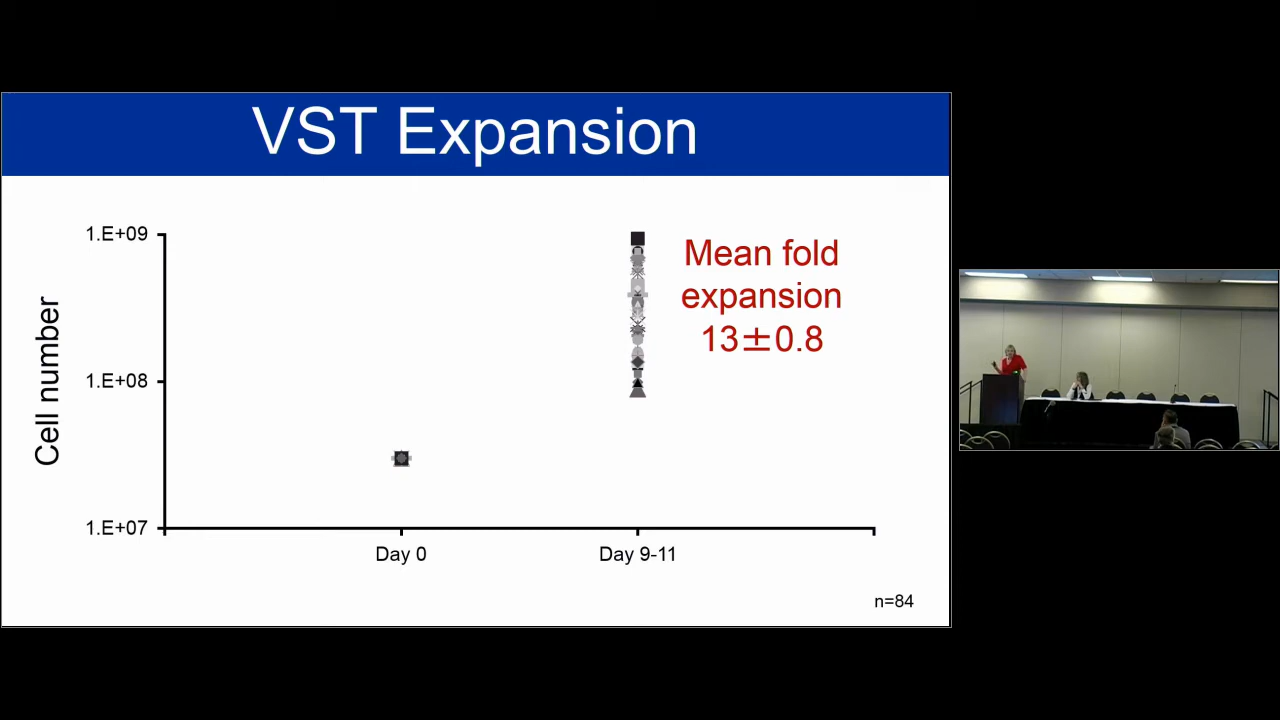 VST Expansion
1.E+09
1.E+08
1.E+07
Cell number
Mean fold
expansion
13±0.8
Day 0
Day 9-11
n=84